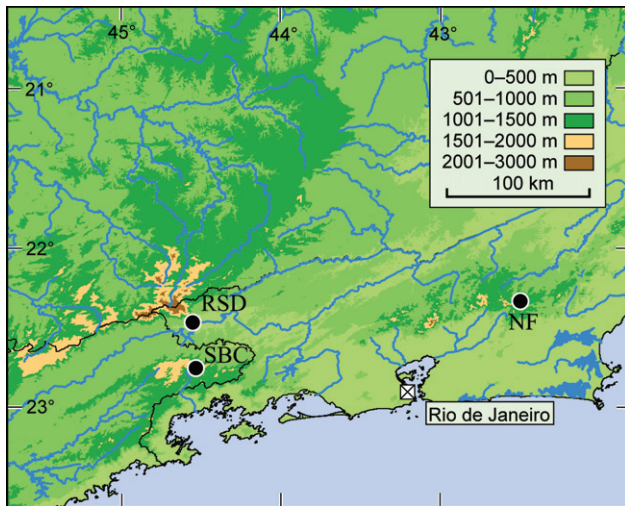 45°
44°
43°
21°
0–500 m
501–1000 m
1001–1500 m
1501–2000 m
2001–3000 m
100 km
22°
RSD
NF
SBC
23°
Rio de Janeiro